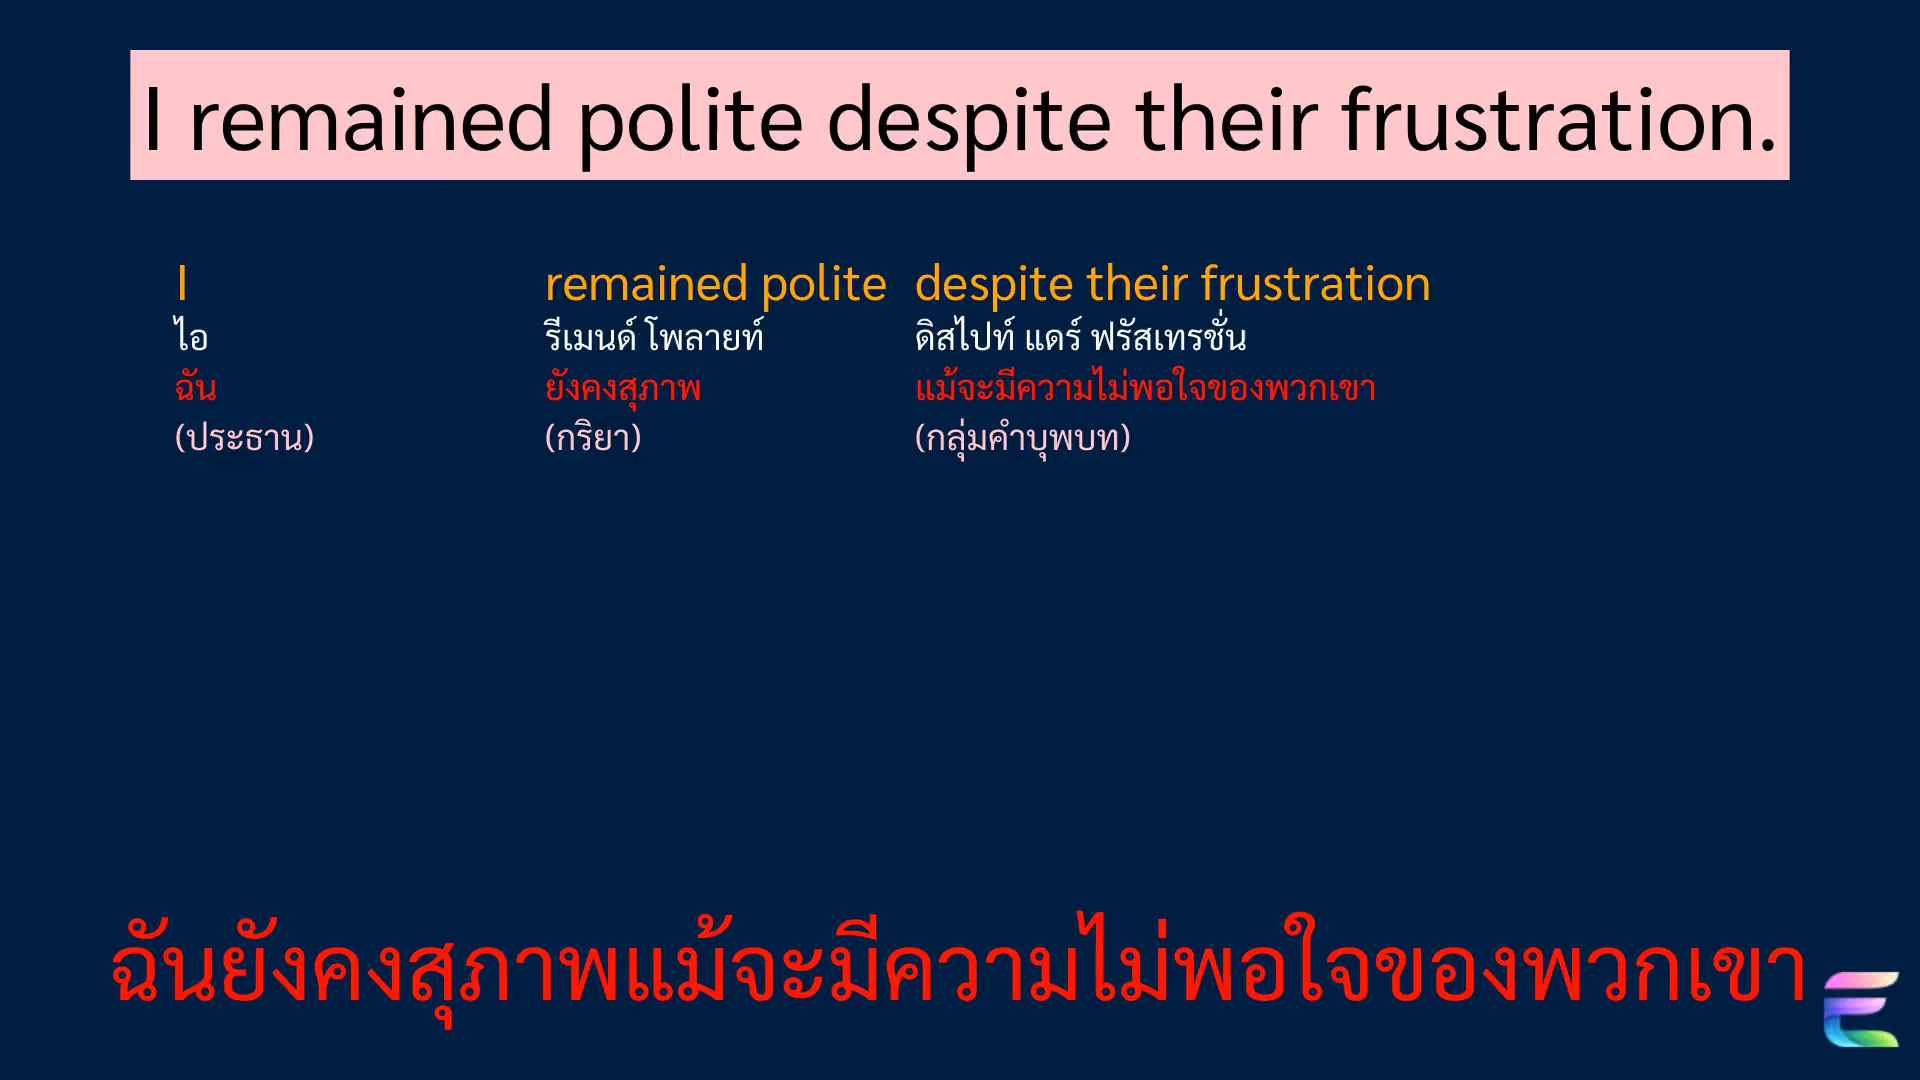 I remained polite despite their frustration.
I remained polite despite their frustration
ไอ รีเมนด์ โพลายท์ ดิสไปท์ แดร์ ฟรัสเทรชั่น
ฉัน ยังคงสุภาพ แม้จะมีความไม่พอใจของพวกเขา
(ประธาน) (กริยา) (กลุ่มคำบุพบท)
ฉันยังคงสุภาพแม้จะมีความไม่พอใจของพวกเขา